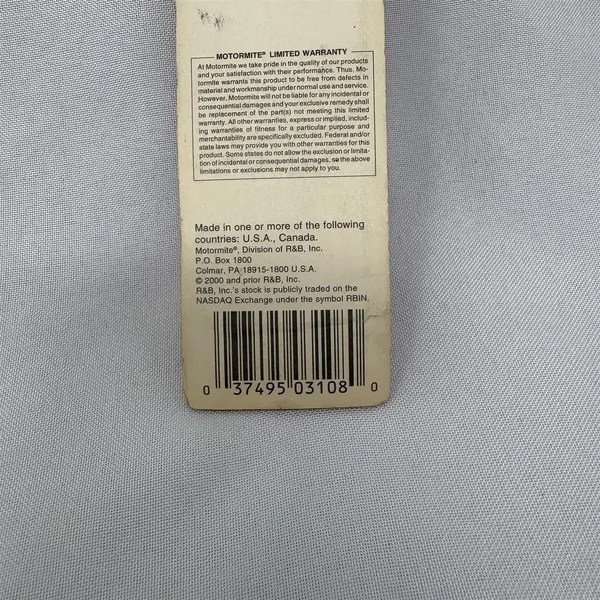 MOTORMITE® LIMITED WARRANTY
At Motormite we take pride in the quality of our products
and your satisfaction with their performance. Thus, Mo-
tormite warrants this product to be free from defects in
material and workmanship under normal use and service.
However, Motormite will not be liable for any incidental or
consequential damages and your exclusive remedy shall
be the replacement of the part(s) not meeting this limited
warranty. All other warranties, express or implied, includ-
ing warranties of fitness for a particular purpose and
merchantability are specifically excluded. Federal and/or
state laws may provide you with other warranties for this
product. Some states do not allow the exclusion or limita-
tion of incidental or consequential damages, so the above
limitations or exclusions may not apply to you.
Made in one or more of the following
countries: U.S.A., Canada.
Motormite®, Division of R&B, Inc.
P.O. Box 1800
Colmar, PA 18915-1800 U.S.A.
© 2000 and prior R&B, Inc.
R&B, Inc.'s stock is publicly traded on the
NASDAQ Exchange under the symbol RBIN.
0 37495 03108 0